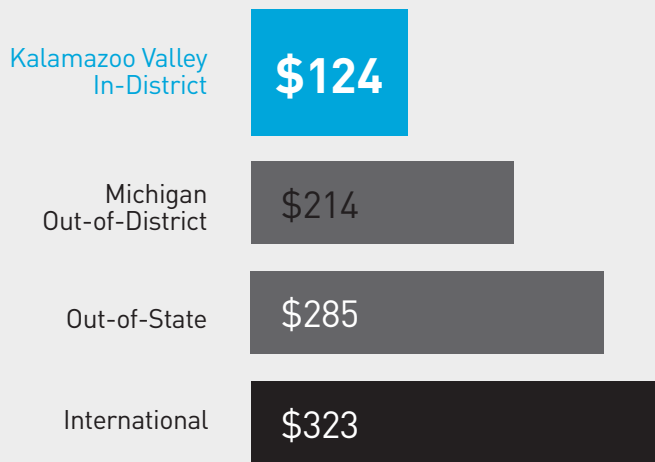 Kalamazoo Valley
In-District
$124
Michigan
Out-of-District
$214
Out-of-State
$285
International
$323